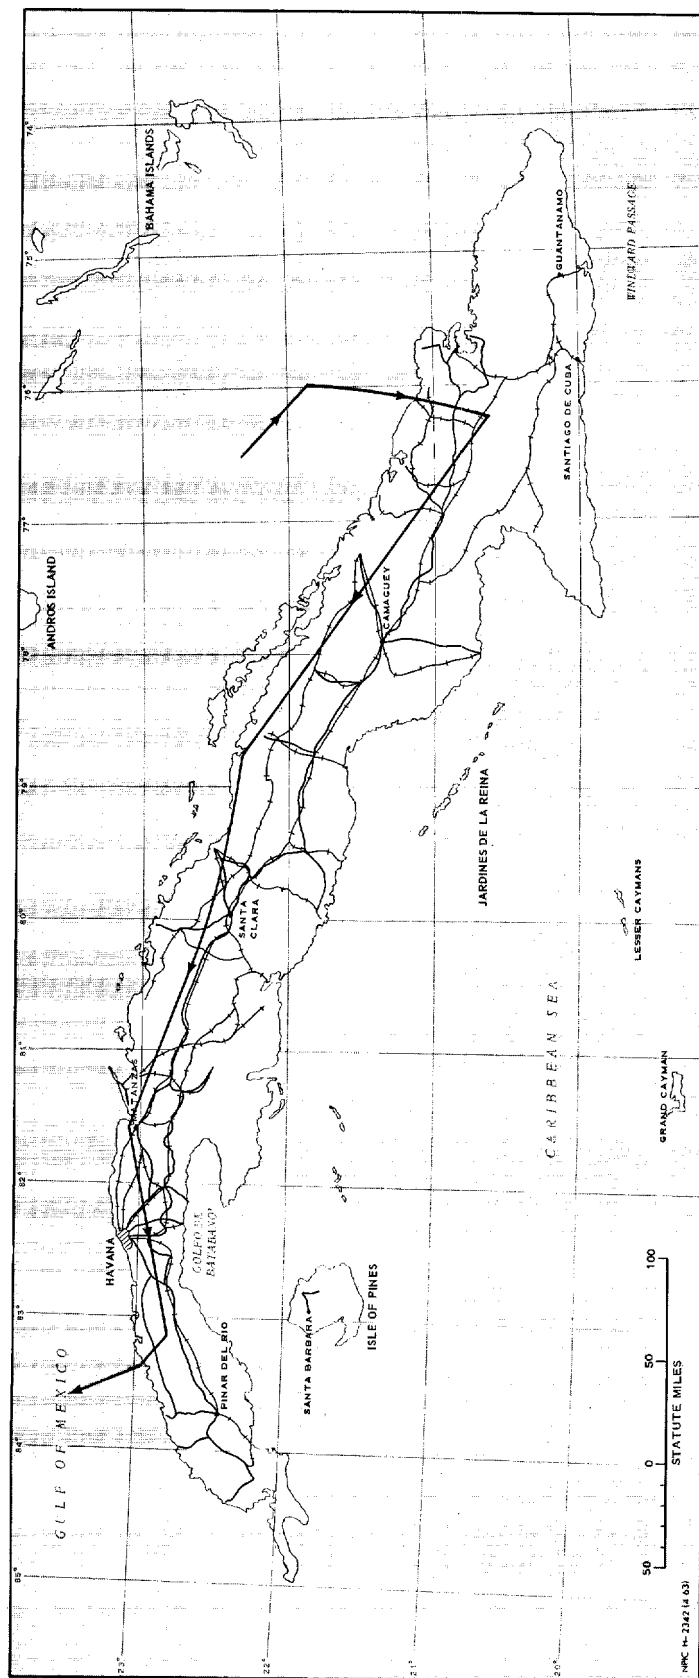 GULF OF MEXICO
HAVANA
MATANZAS
PINAR DEL RIO
GOLFO DE
BATABANO
SANTA BARBARA
ISLE OF PINES
SANTA
CLARA
CAMAGUEY
ANDROS ISLAND
BAHAMA ISLANDS
GUANTANAMO
SANTIAGO DE CUBA
WINDWARD PASSAGE
JARDINES DE LA REINA
LESSER CAYMANS
CARIBBEAN SEA
GRAND CAYMAN
85° 84° 83° 82° 81° 80° 79° 78° 77° 76° 75° 74°
23°
22°
21°
20°
50 0 50 100
STATUTE MILES
NPIC H-2342 (4-63)